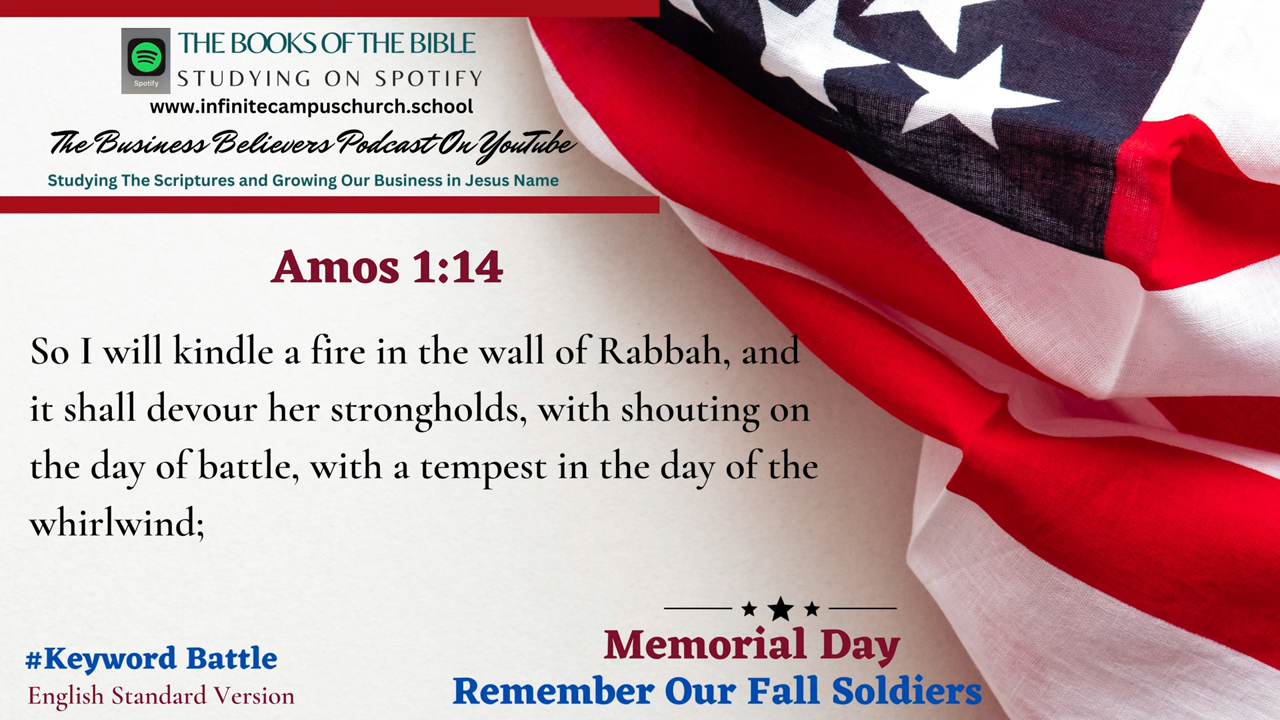 THE BOOKS OF THE BIBLE
Spotify
STUDYING ON SPOTIFY
www.infinitecampuschurch.school
The Business Believers Podcast On YouTube
Studying The Scriptures and Growing Our Business in Jesus Name
Amos 1:14
So I will kindle a fire in the wall of Rabbah, and
it shall devour her strongholds, with shouting on
the day of battle, with a tempest in the day of the
whirlwind;
#Keyword Battle
English Standard Version
Memorial Day
Remember Our Fall Soldiers